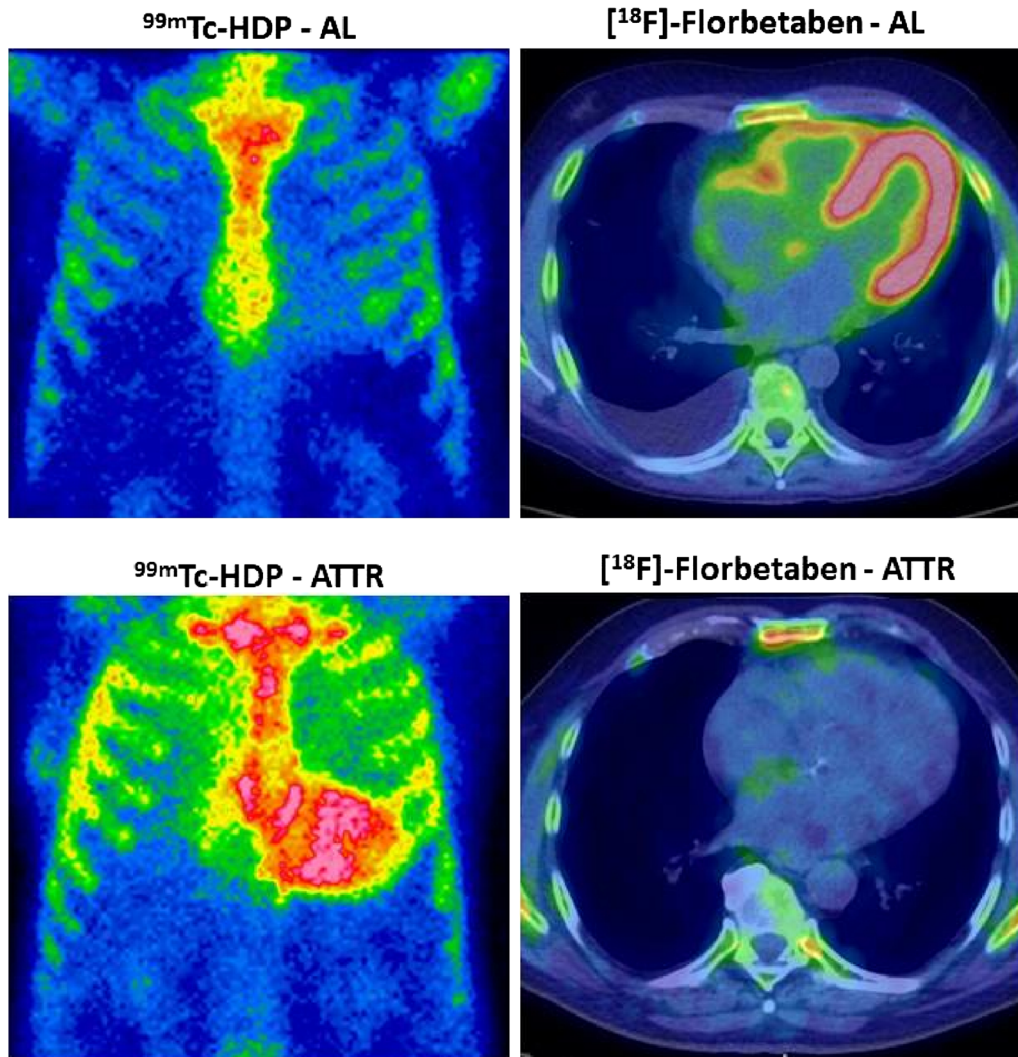 ⁹⁹ᵐTc-HDP - AL
[¹⁸F]-Florbetaben - AL
⁹⁹ᵐTc-HDP - ATTR
[¹⁸F]-Florbetaben - ATTR